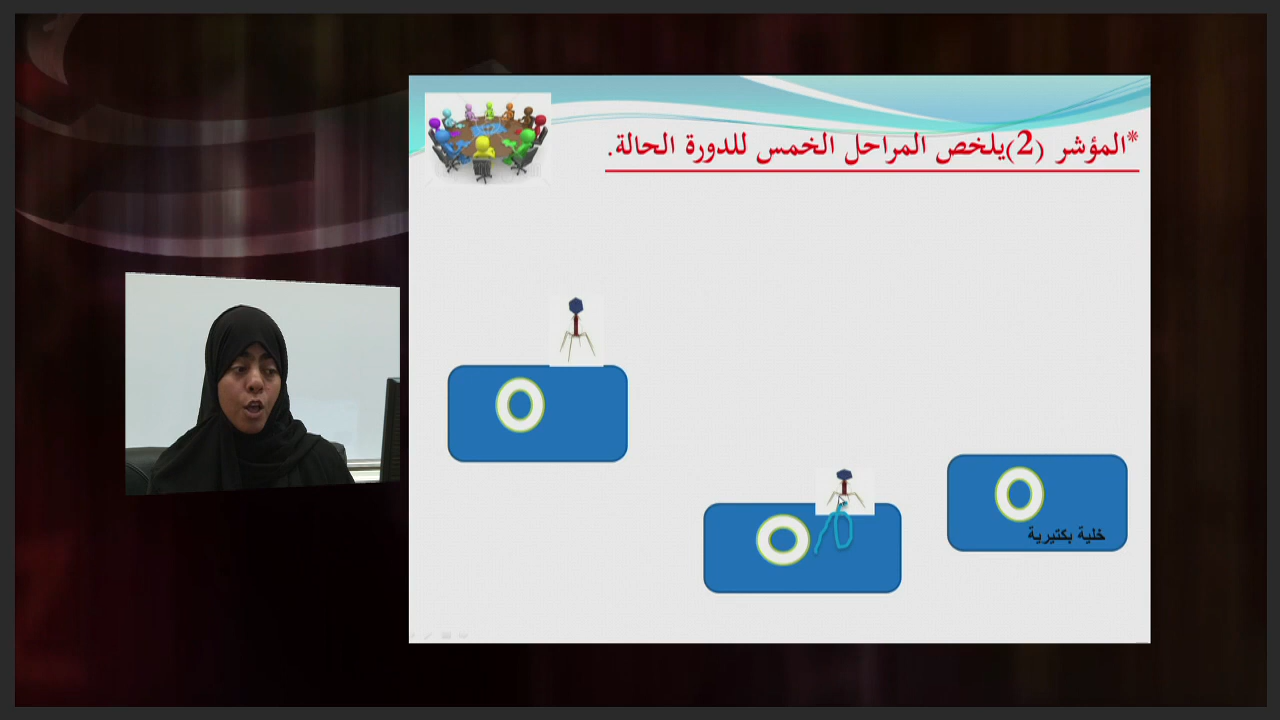 *المؤشر (2)يلخص المراحل الخمس للدورة الحالة.
خلية بكتيرية